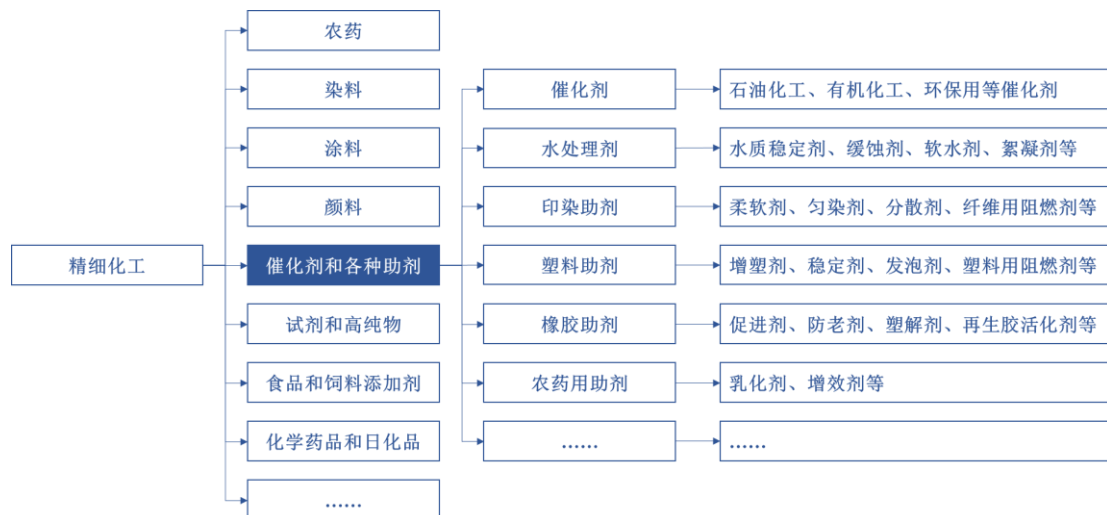 农药
染料
催化剂
石油化工、有机化工、环保用等催化剂
涂料
水处理剂
水质稳定剂、缓蚀剂、软水剂、絮凝剂等
颜料
印染助剂
柔软剂、匀染剂、分散剂、纤维用阻燃剂等
精细化工
催化剂和各种助剂
塑料助剂
增塑剂、稳定剂、发泡剂、塑料用阻燃剂等
试剂和高纯物
橡胶助剂
促进剂、防老剂、塑解剂、再生胶活化剂等
食品和饲料添加剂
农药用助剂
乳化剂、增效剂等
化学药品和日化品
……
……
……